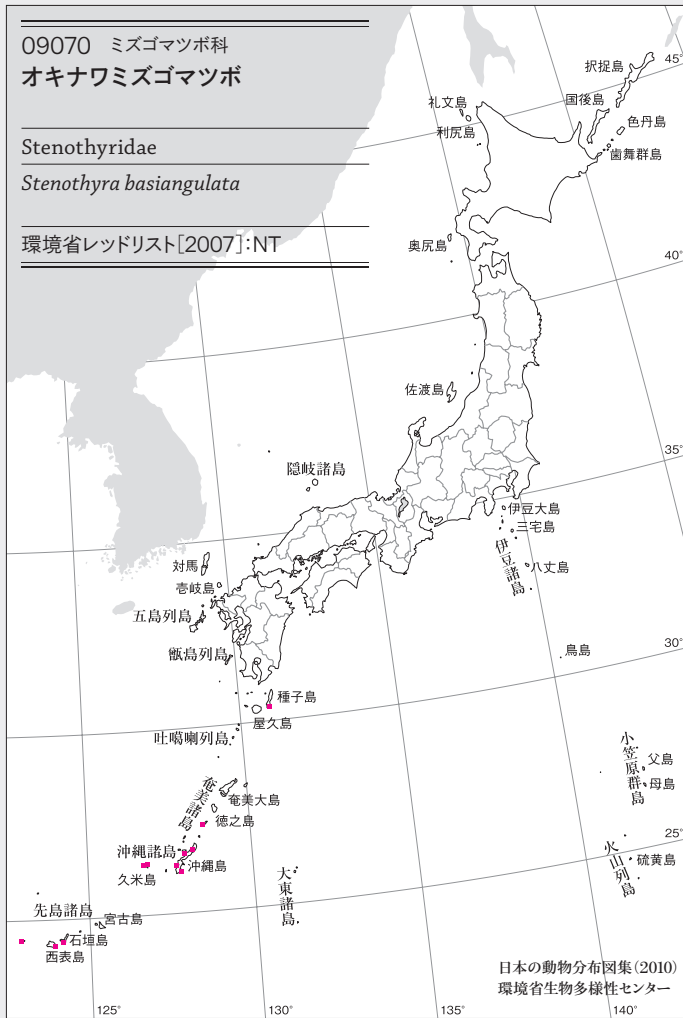 09070 ミズゴマツボ科
オキナワミズゴマツボ
Stenothyridae
Stenothyra basiangulata
環境省レッドリスト[2007]:NT
択捉島
45°
国後島
礼文島
色丹島
利尻島
歯舞群島
奥尻島
40°
佐渡島
35°
隠岐諸島
伊豆大島
三宅島
伊豆諸島
八丈島
対馬
壱岐島
五島列島
甑島列島
鳥島
30°
種子島
屋久島
吐噶喇列島
小笠原群島
父島
母島
奄美諸島
奄美大島
徳之島
25°
沖縄諸島
沖縄島
久米島
大東諸島
火山列島
硫黄島
先島諸島
宮古島
石垣島
西表島
日本の動物分布図集(2010)
環境省生物多様性センター
125°
130°
135°
140°